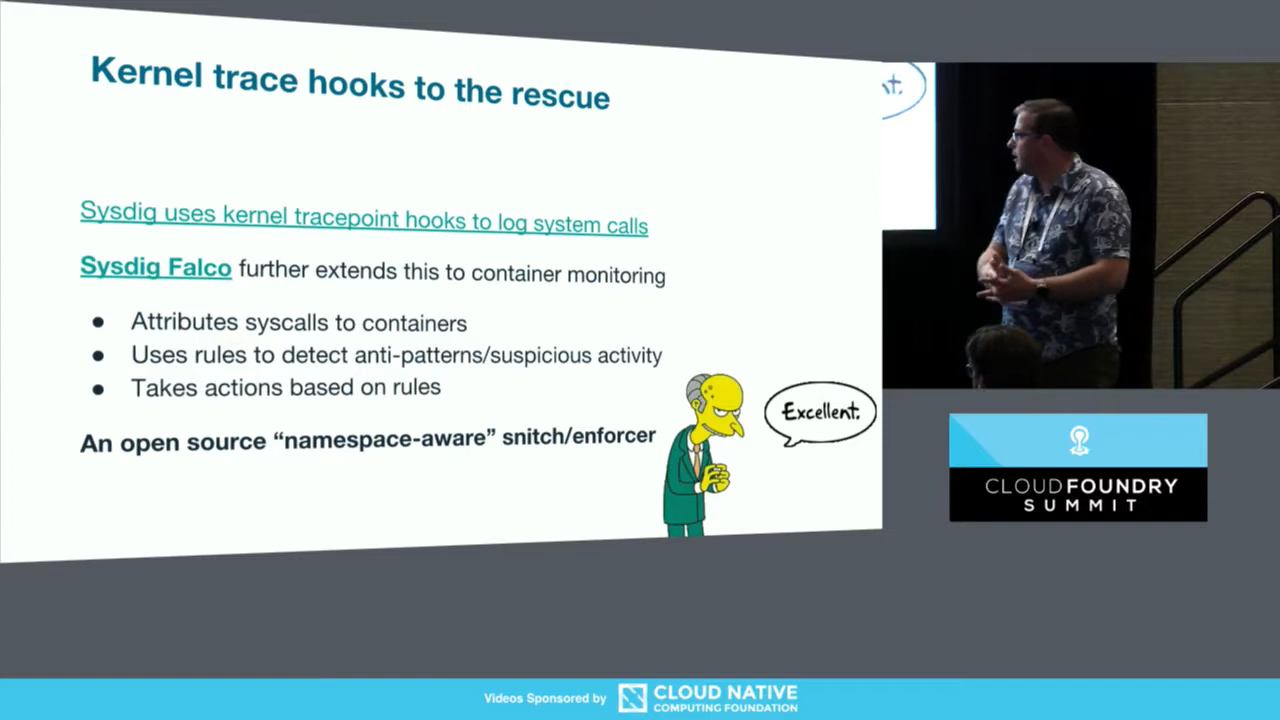 Kernel trace hooks to the rescue
Sysdig uses kernel tracepoint hooks to log system calls
Sysdig Falco further extends this to container monitoring
● Attributes syscalls to containers
● Uses rules to detect anti-patterns/suspicious activity
● Takes actions based on rules
An open source “namespace-aware” snitch/enforcer
Excellent.
nt.
CLOUD FOUNDRY
SUMMIT
Videos Sponsored by
CLOUD NATIVE
COMPUTING FOUNDATION